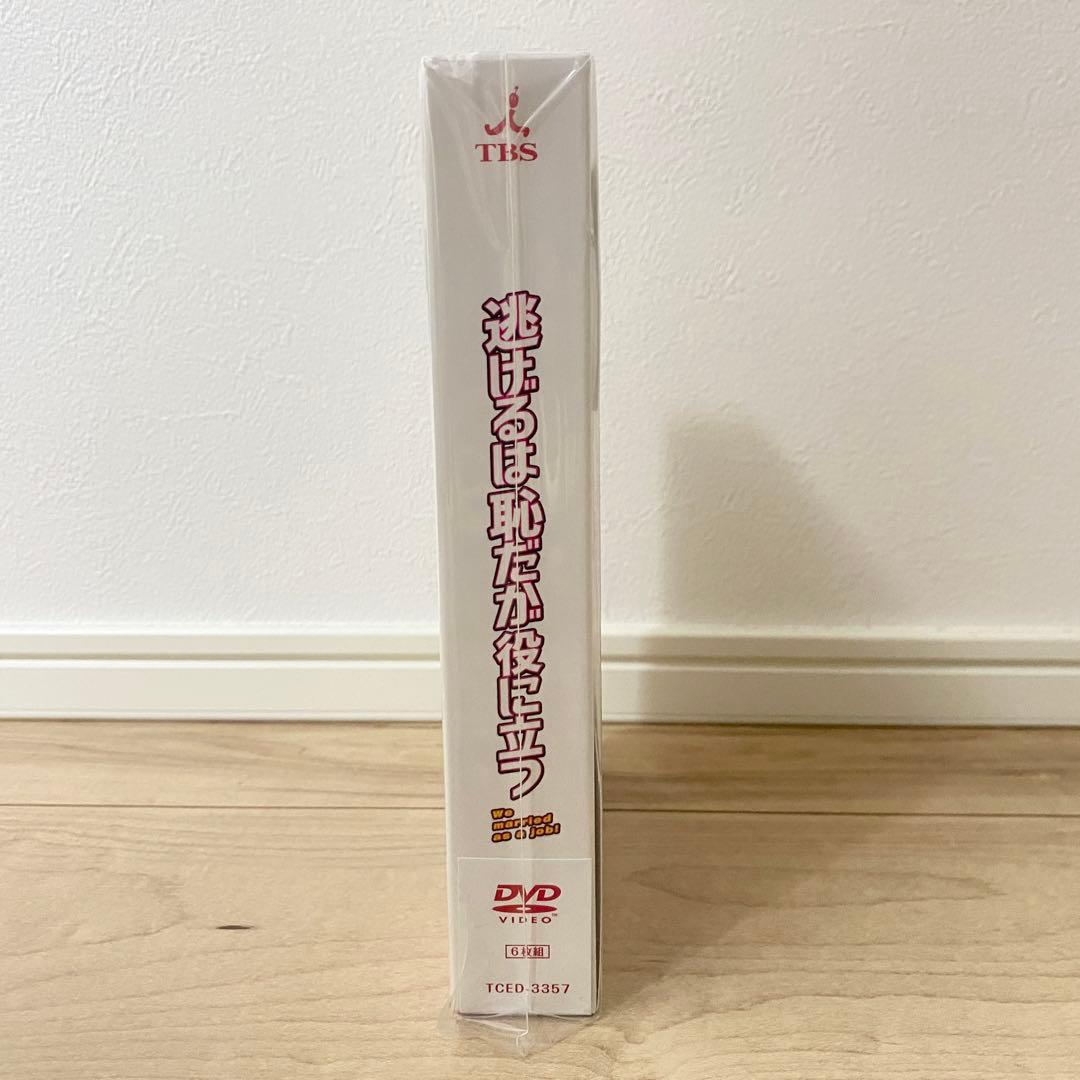 TBS
逃げるは恥だが役に立つ
We
married
as a job!
DVD
VIDEO™
6枚組
TCED-3357